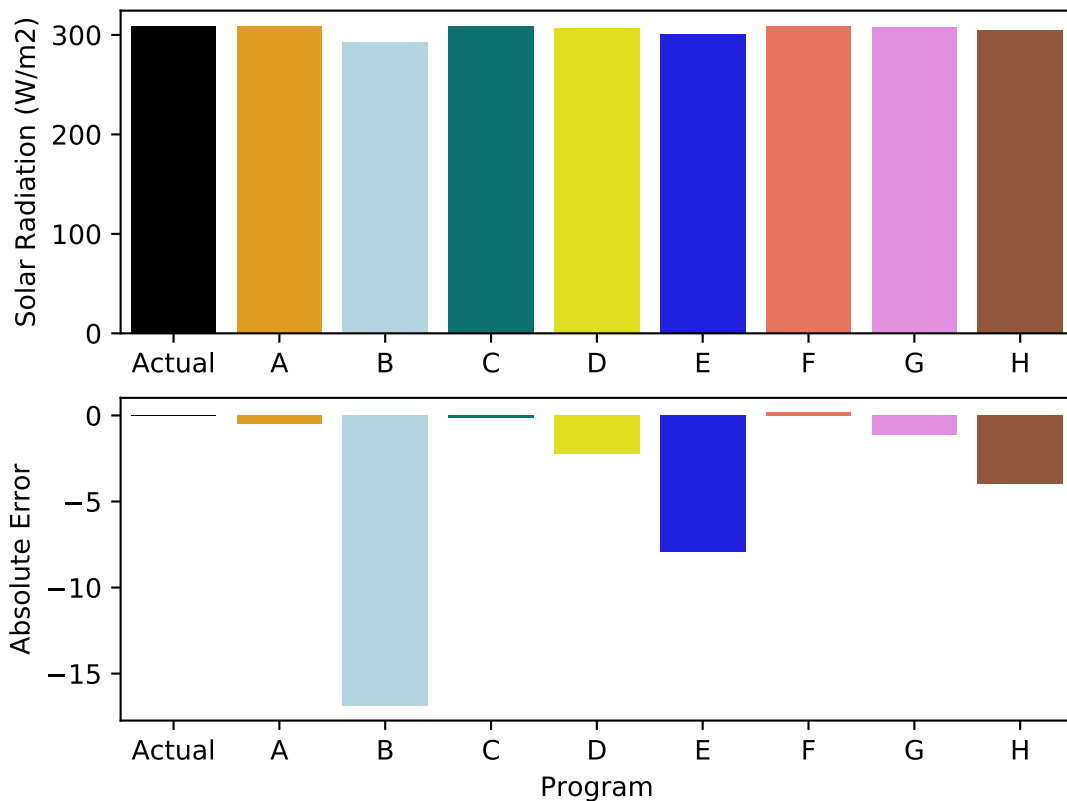 Solar Radiation (W/m2)
300
200
100
0
Actual A B C D E F G H
Absolute Error
0
−5
−10
−15
Actual A B C D E F G H
Program